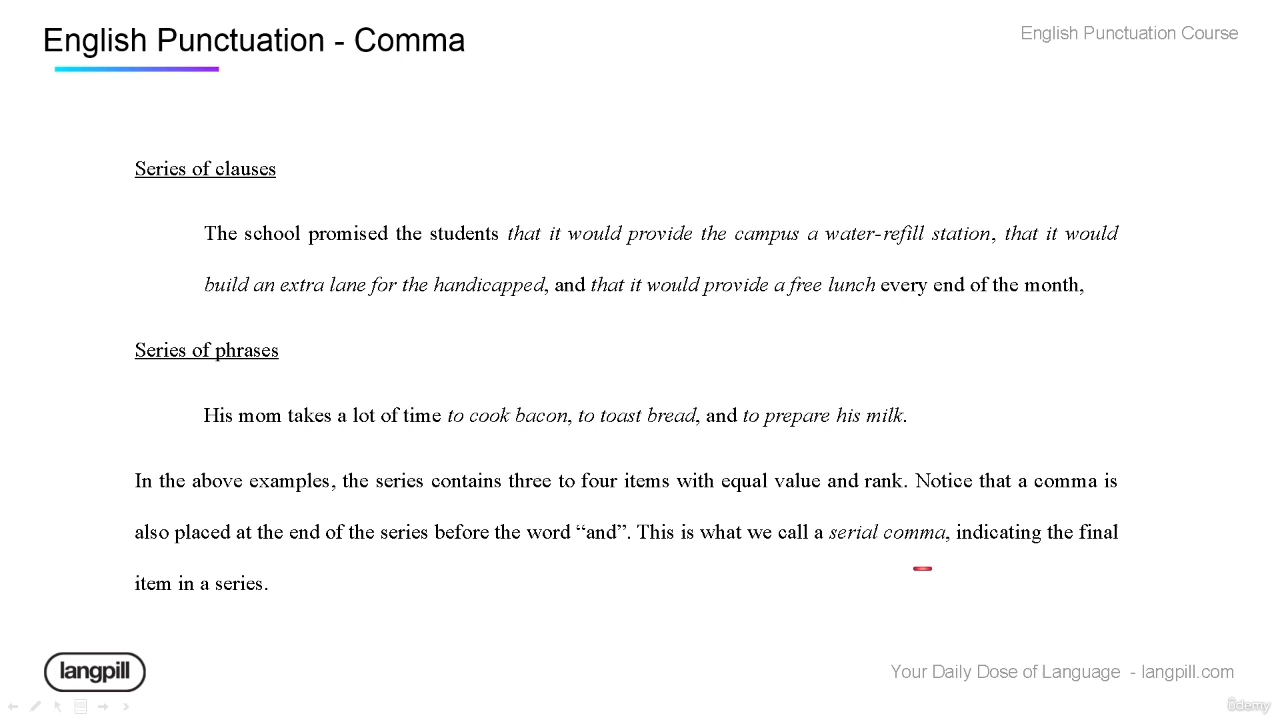 English Punctuation - Comma
English Punctuation Course
Series of clauses
The school promised the students that it would provide the campus a water-refill station, that it would
build an extra lane for the handicapped, and that it would provide a free lunch every end of the month,
Series of phrases
His mom takes a lot of time to cook bacon, to toast bread, and to prepare his milk.
In the above examples, the series contains three to four items with equal value and rank. Notice that a comma is
also placed at the end of the series before the word “and”. This is what we call a serial comma, indicating the final
item in a series.
langpill
Your Daily Dose of Language - langpill.com
ûdemy